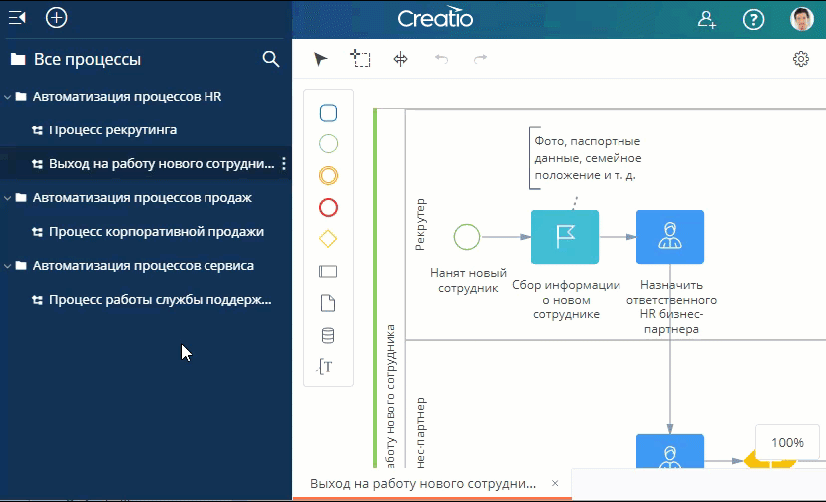 Creatio
Все процессы
Автоматизация процессов HR
Процесс рекрутинга
Выход на работу нового сотрудни...
Автоматизация процессов продаж
Процесс корпоративной продажи
Автоматизация процессов сервиса
Процесс работы службы поддерж...
T
Фото, паспортные
данные, семейное
положение и т. д.
Рекрутер
Нанят новый
сотрудник
Сбор информации
о новом
сотруднике
Назначить
ответственного
HR бизнес-
партнера
аботу нового сотрудника
нес-партнер
100%
Выход на работу нового сотрудни...